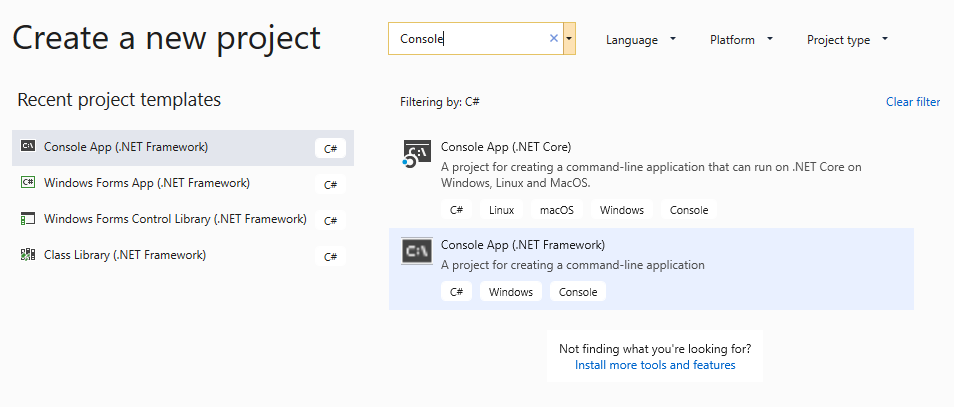 Create a new project
Console
Language
Platform
Project type
Recent project templates
Console App (.NET Framework)
C#
Windows Forms App (.NET Framework)
C#
Windows Forms Control Library (.NET Framework)
C#
Class Library (.NET Framework)
C#
Filtering by: C#
Clear filter
Console App (.NET Core)
A project for creating a command-line application that can run on .NET Core on
Windows, Linux and MacOS.
C# Linux macOS Windows Console
Console App (.NET Framework)
A project for creating a command-line application
C# Windows Console
Not finding what you're looking for?
Install more tools and features